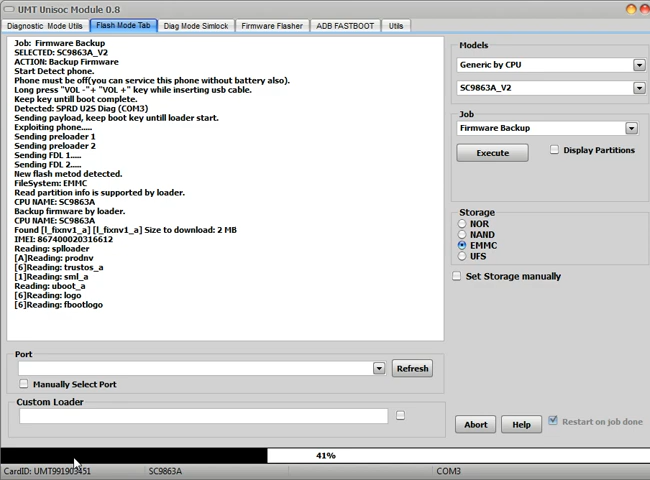 UMT Unisoc Module 0.8
Diagnostic Mode Utils
Flash Mode Tab
Diag Mode Simlock
Firmware Flasher
ADB FASTBOOT
Utils
Job: Firmware Backup
SELECTED: SC9863A_V2
ACTION: Backup Firmware
Start Detect phone.
Phone must be off(you can service this phone without battery also).
Long press "VOL -"+ "VOL +" key while inserting usb cable.
Keep key untill boot complete.
Detected: SPRD U2S Diag (COM3)
Sending payload, keep boot key untill loader start.
Exploiting phone.....
Sending preloader 1
Sending preloader 2
Sending FDL 1.....
Sending FDL 2.....
New flash metod detected.
FileSystem: EMMC
Read partition info is supported by loader.
CPU NAME: SC9863A
Backup firmware by loader.
CPU NAME: SC9863A
Found [l_fixnv1_a] [l_fixnv1_a] Size to download: 2 MB
IMEI: 867400020316612
Reading: splloader
[A]Reading: prodnv
[6]Reading: trustos_a
[1]Reading: sml_a
Reading: uboot_a
[6]Reading: logo
[6]Reading: fbootlogo
Models
Generic by CPU
SC9863A_V2
Job
Firmware Backup
Execute
Display Partitions
Storage
NOR
NAND
EMMC
UFS
Set Storage manually
Port
Refresh
Manually Select Port
Custom Loader
Abort
Help
Restart on job done
41%
CardID: UMT991903451
SC9863A
COM3